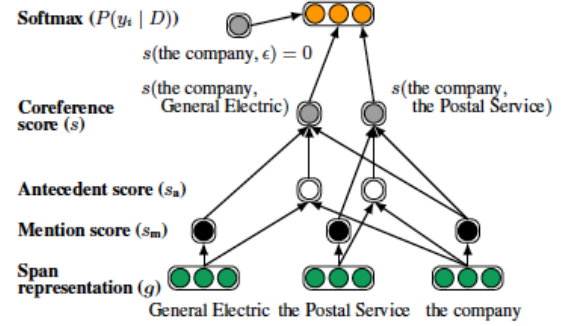 Softmax (P(yᵢ | D))
s(the company, ϵ) = 0
s(the company,
General Electric)
s(the company,
the Postal Service)
Coreference
score (s)
Antecedent score (sₐ)
Mention score (sₘ)
Span
representation (g)
General Electric the Postal Service the company